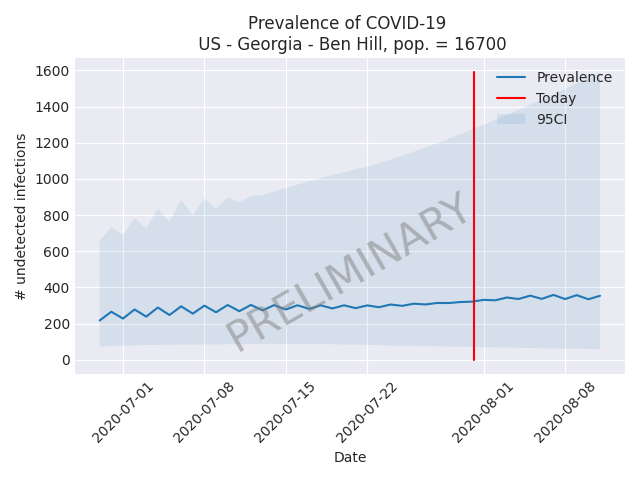 Prevalence of COVID-19
US - Georgia - Ben Hill, pop. = 16700
1600
1400
1200
1000
800
600
400
200
0
# undetected infections
Prevalence
Today
95CI
PRELIMINARY
2020-07-01
2020-07-08
2020-07-15
2020-07-22
2020-08-01
2020-08-08
Date